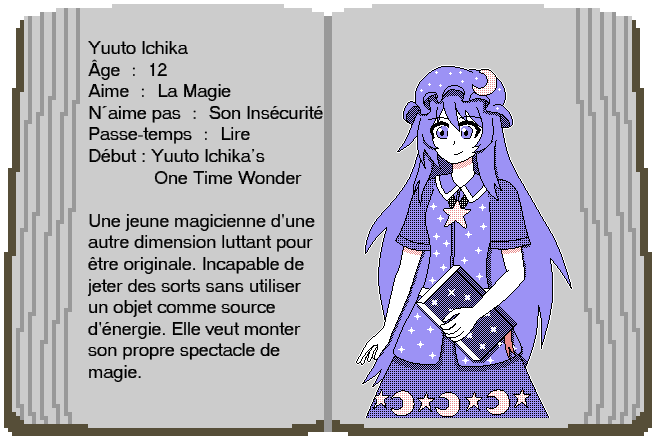 Yuuto Ichika
Âge : 12
Aime : La Magie
N´aime pas : Son Insécurité
Passe-temps : Lire
Début : Yuuto Ichika’s
One Time Wonder
Une jeune magicienne d’une
autre dimension luttant pour
être originale. Incapable de
jeter des sorts sans utiliser
un objet comme source
d’énergie. Elle veut monter
son propre spectacle de
magie.